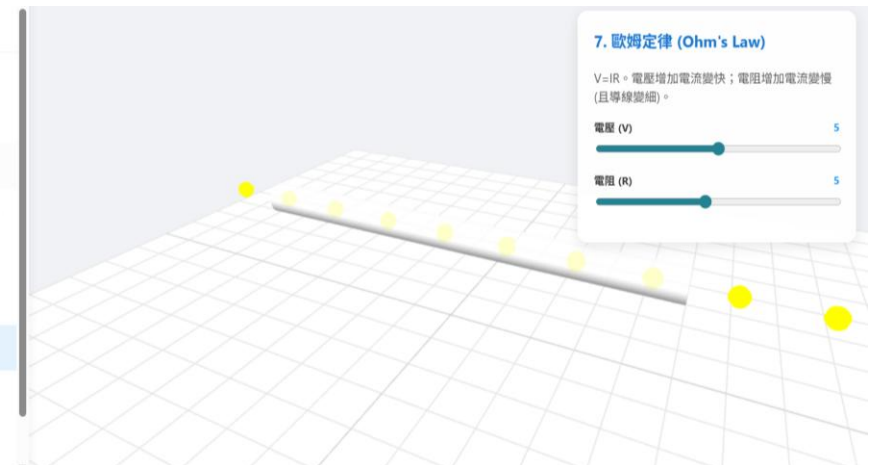 7. 歐姆定律 (Ohm's Law)
V=IR。電壓增加電流變快；電阻增加電流變慢
(且導線變細)。
電壓 (V) 5
電阻 (R) 5